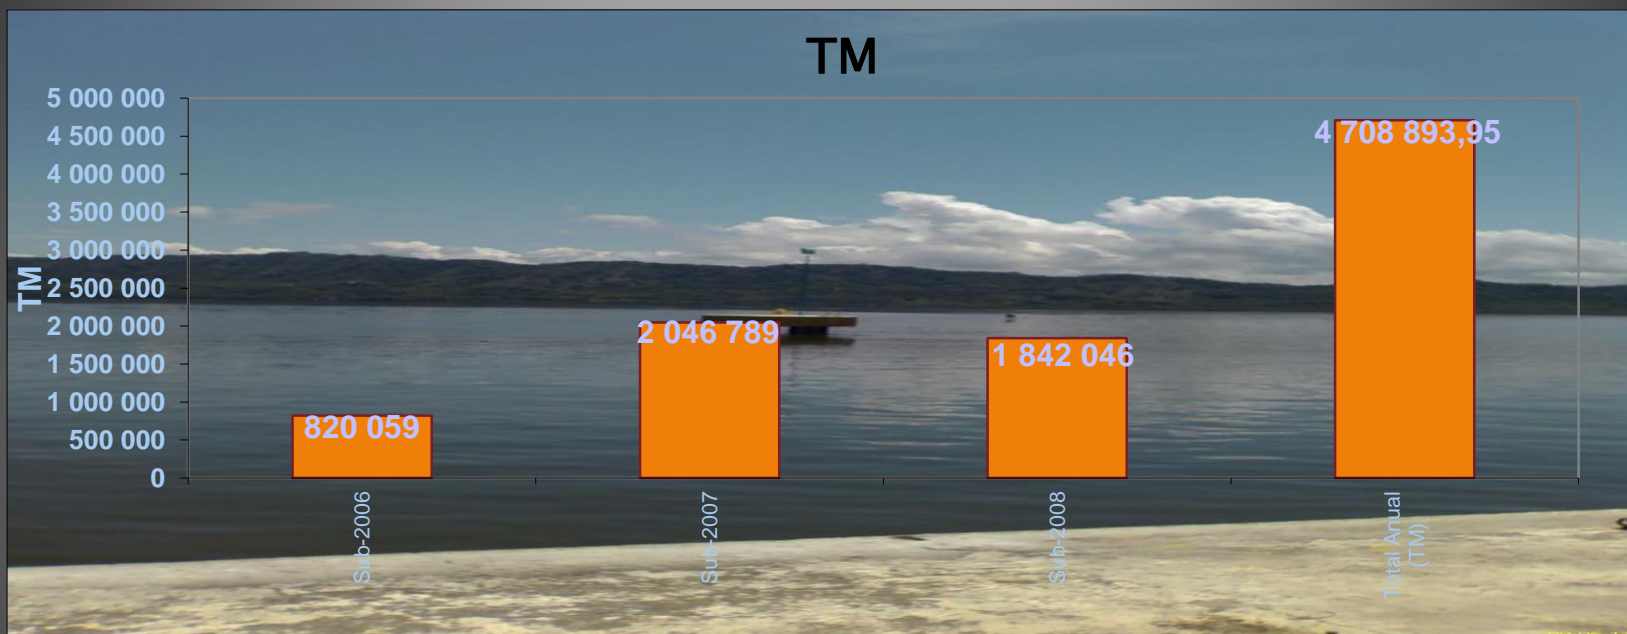 TM
5 000 000
4 500 000
4 000 000
3 500 000
3 000 000
2 500 000
2 000 000
1 500 000
1 000 000
500 000
0
TM
820 059
2 046 789
1 842 046
4 708 893,95
Sub-2006
Sub-2007
Sub-2008
Total Anual
(TM)